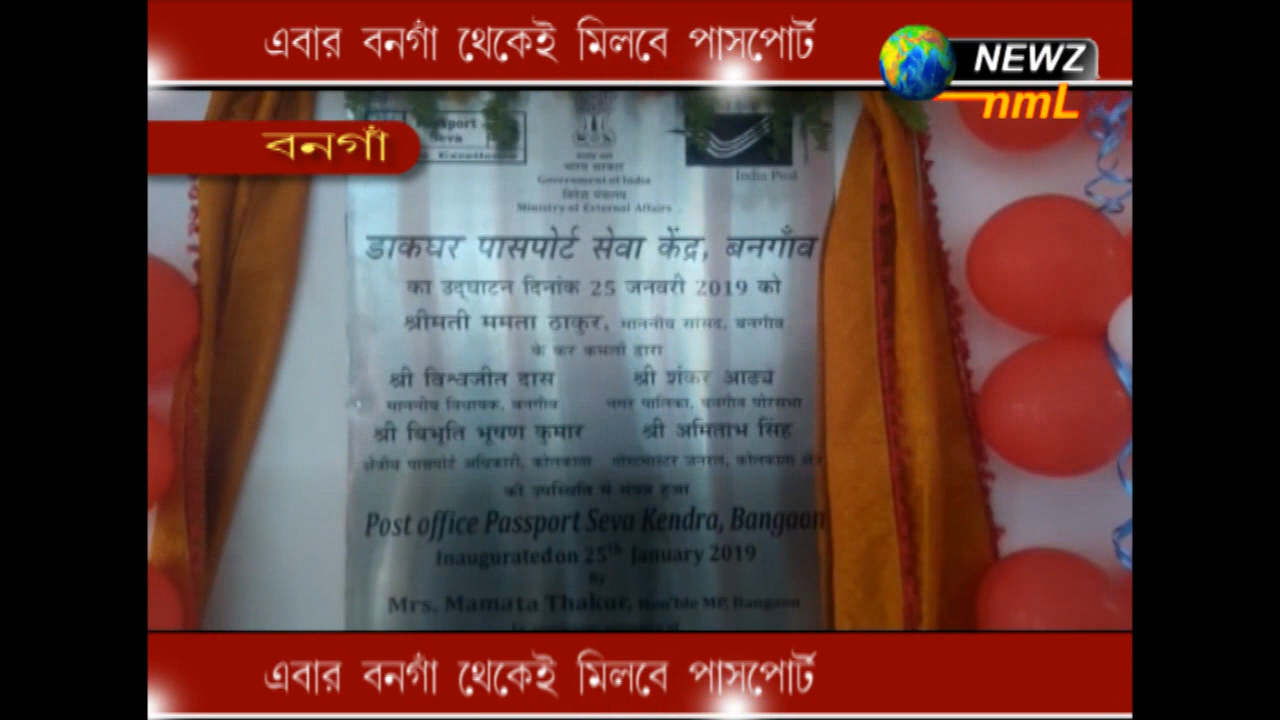 এবার বনগাঁ থেকেই মিলবে পাসপোর্ট
NEWZ
nmL
বনগাঁ
Passport
Seva
Excellence
भारत सरकार
Government of India
विदेश मंत्रालय
Ministry of External Affairs
India Post
डाकघर पासपोर्ट सेवा केंद्र, बनगाँव
का उद्घाटन दिनांक 25 जनवरी 2019 को
श्रीमती ममता ठाकुर, माननीय सांसद, बनगाँव
के कर कमलों द्वारा
श्री विश्वजीत दास श्री शंकर आढ्य
माननीय विधायक, बनगाँव नगर पालिका, बनगाँव पौरसभा
श्री बिभूति भूषण कुमार श्री अमिताभ सिंह
क्षेत्रीय पासपोर्ट अधिकारी, कोलकाता पोस्टमास्टर जनरल, कोलकाता
की उपस्थिति में संपन्न हुआ
Post office Passport Seva Kendra, Bangaon
Inaugurated on 25th January 2019
By
Mrs. Mamata Thakur, Hon'ble MP, Bangaon
এবার বনগাঁ থেকেই মিলবে পাসপোর্ট